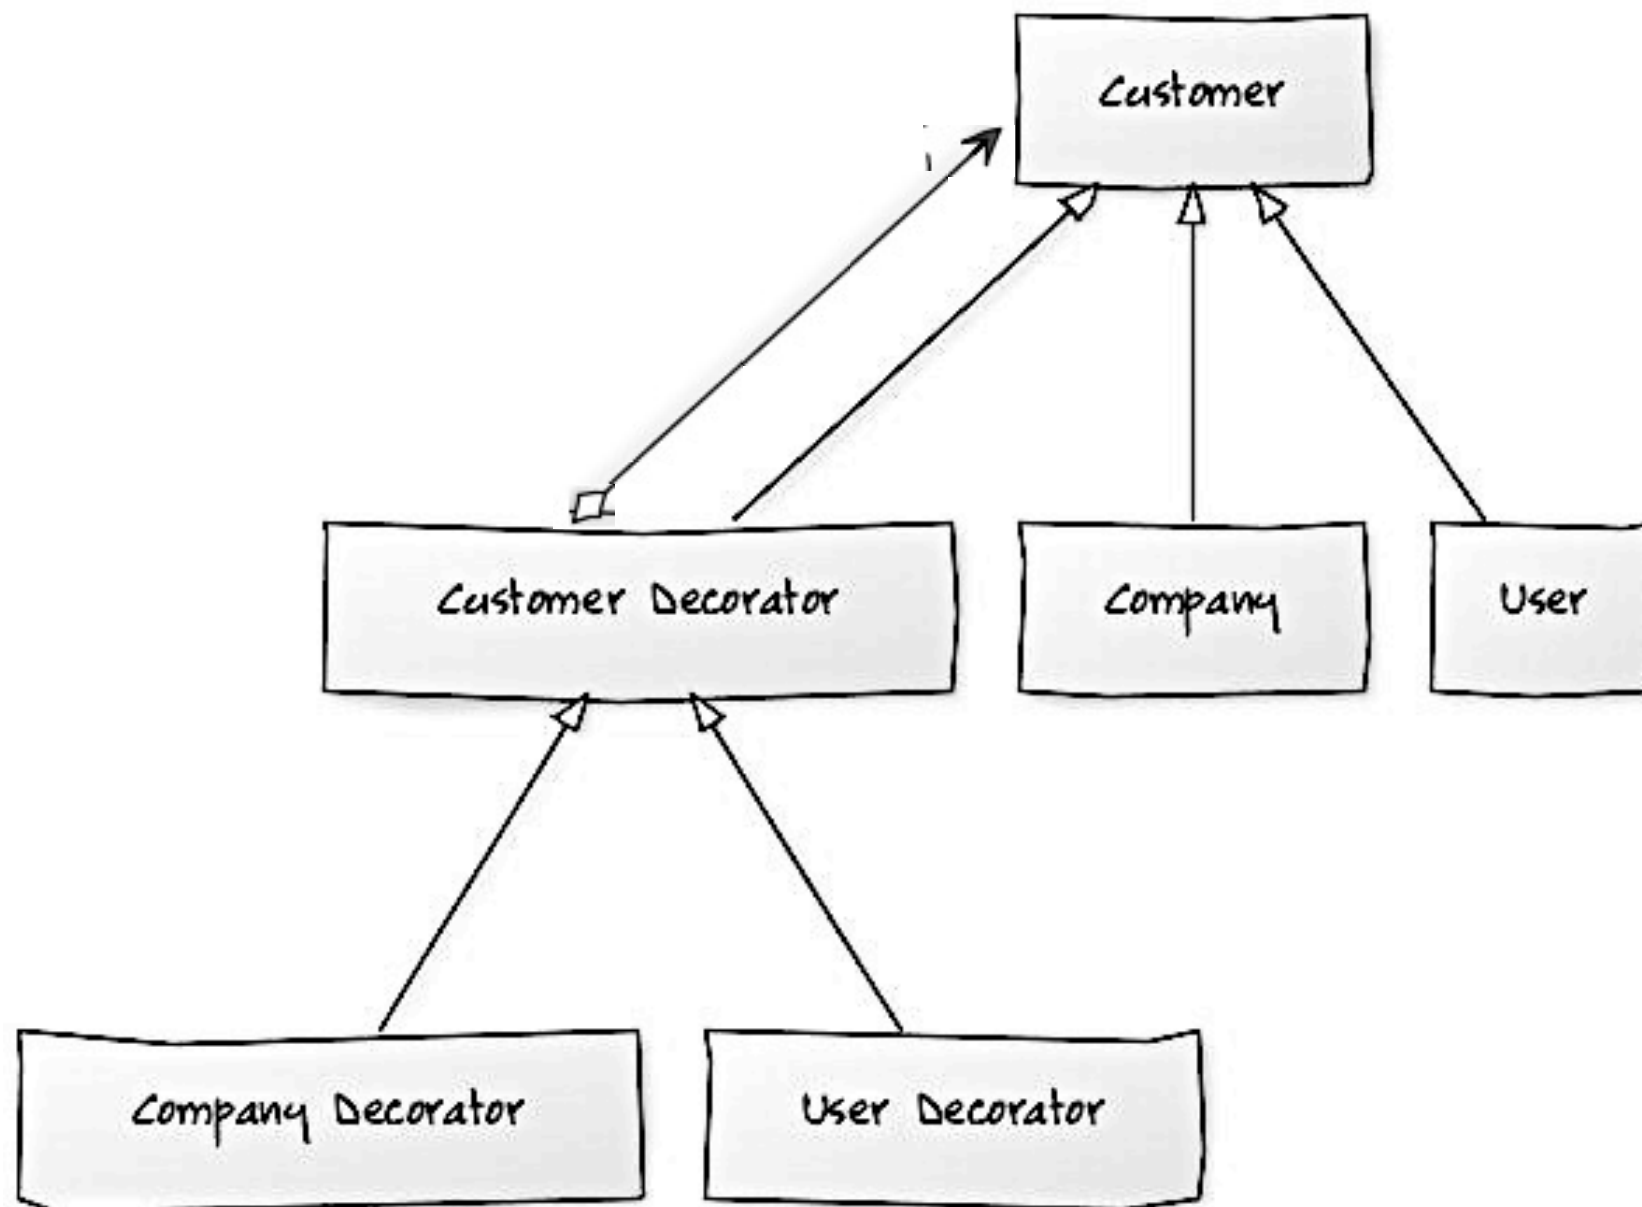 Customer
Customer Decorator
Company
User
Company Decorator
User Decorator